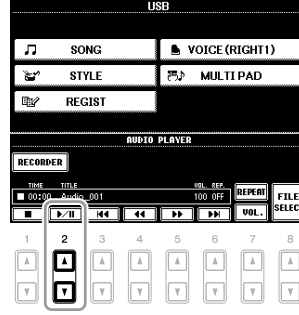 USB
SONG
VOICE(RIGHT1)
STYLE
MULTI PAD
REGIST
AUDIO PLAYER
RECORDER
TIME TITLE VOL. REP.
00:00 Audio_001 100 OFF
REPEAT
FILE
SELEC
VOL.
1 2 3 4 5 6 7 8